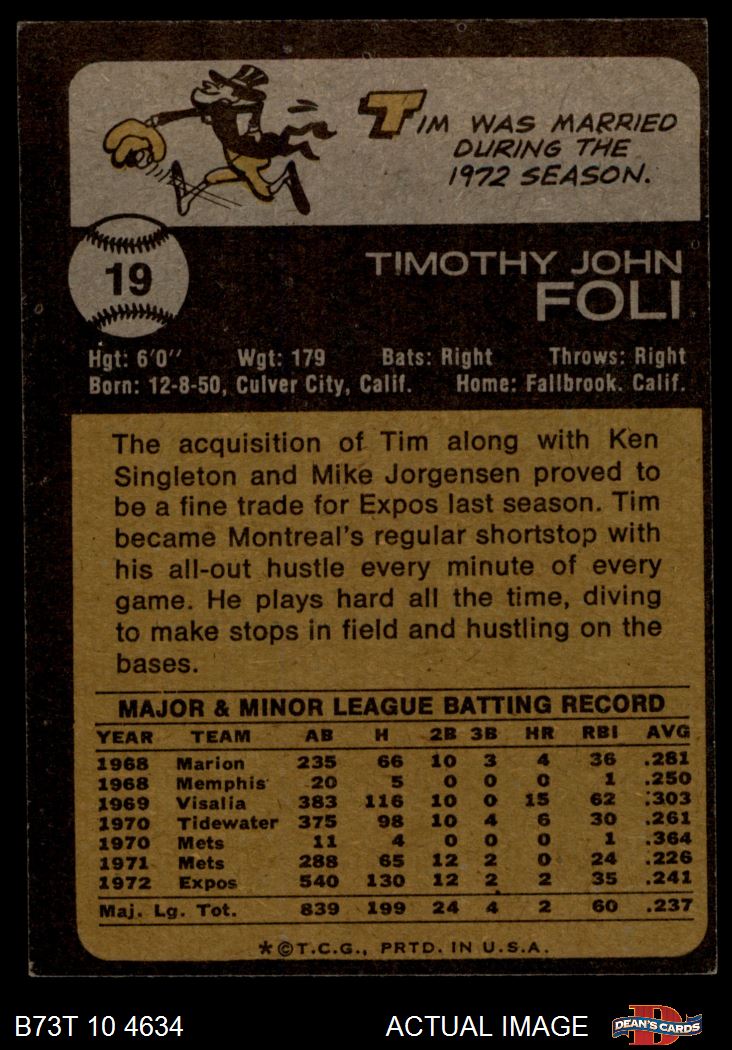 TIM WAS MARRIED
DURING THE
1972 SEASON.
19
TIMOTHY JOHN
FOLI
Hgt: 6'0" Wgt: 179 Bats: Right Throws: Right
Born: 12-8-50, Culver City, Calif. Home: Fallbrook. Calif.
The acquisition of Tim along with Ken
Singleton and Mike Jorgensen proved to
be a fine trade for Expos last season. Tim
became Montreal's regular shortstop with
his all-out hustle every minute of every
game. He plays hard all the time, diving
to make stops in field and hustling on the
bases.
MAJOR & MINOR LEAGUE BATTING RECORD
YEAR TEAM AB H 2B 3B HR RBI AVG
1968 Marion 235 66 10 3 4 36 .281
1968 Memphis 20 5 0 0 0 1 .250
1969 Visalia 383 116 10 0 15 62 .303
1970 Tidewater 375 98 10 4 6 30 .261
1970 Mets 11 4 0 0 0 1 .364
1971 Mets 288 65 12 2 0 24 .226
1972 Expos 540 130 12 2 2 35 .241
Maj. Lg. Tot. 839 199 24 4 2 60 .237
*©T.C.G., PRTD. IN U.S.A.
B73T 10 4634 ACTUAL IMAGE DEAN'S CARDS